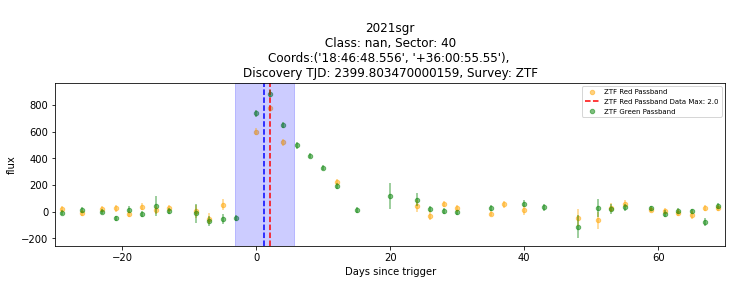 2021sgr
Class: nan, Sector: 40
Coords:('18:46:48.556', '+36:00:55.55'),
Discovery TJD: 2399.803470000159, Survey: ZTF
ZTF Red Passband
ZTF Red Passband Data Max: 2.0
ZTF Green Passband
flux
800
600
400
200
0
−200
−20
0
20
40
60
Days since trigger